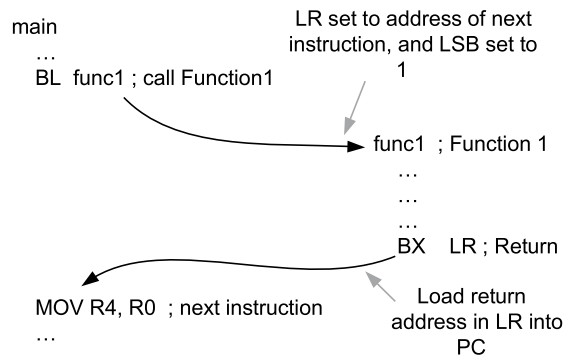 main
...
BL func1 ; call Function1
LR set to address of next
instruction, and LSB set to
1
func1 ; Function 1
...
...
...
BX LR ; Return
MOV R4, R0 ; next instruction
...
Load return
address in LR into
PC